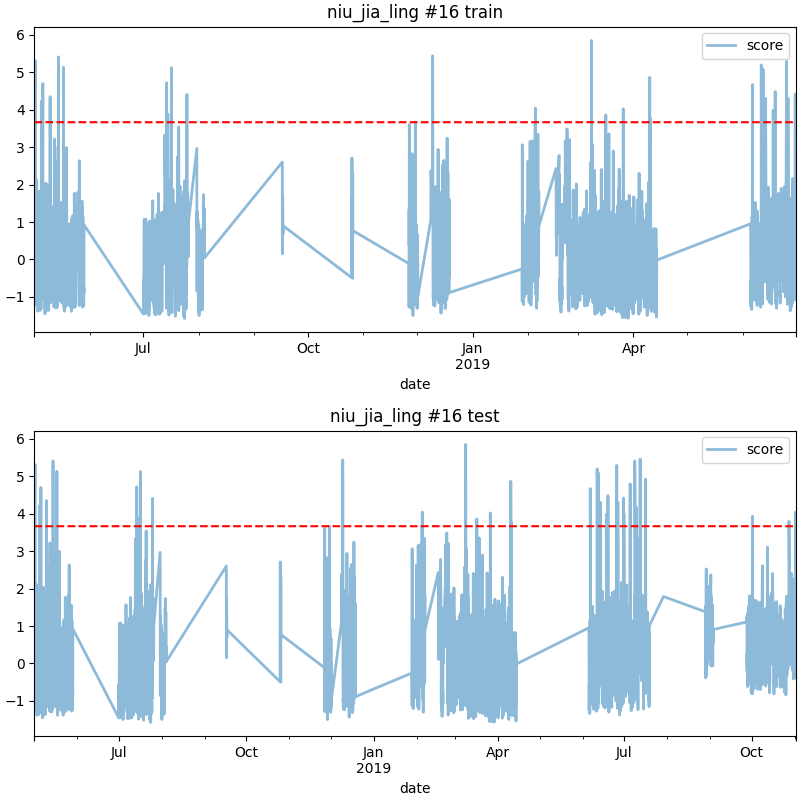 niu_jia_ling #16 train
score
6
5
4
3
2
1
0
−1
Jul
Oct
Jan
2019
Apr
date
niu_jia_ling #16 test
score
6
5
4
3
2
1
0
−1
Jul
Oct
Jan
2019
Apr
Jul
Oct
date